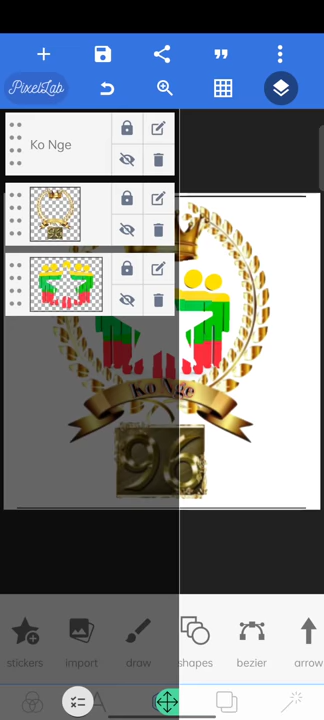 PixelLab
Ko Nge
Ko Nge
96
stickers
import
draw
shapes
bezier
arrow